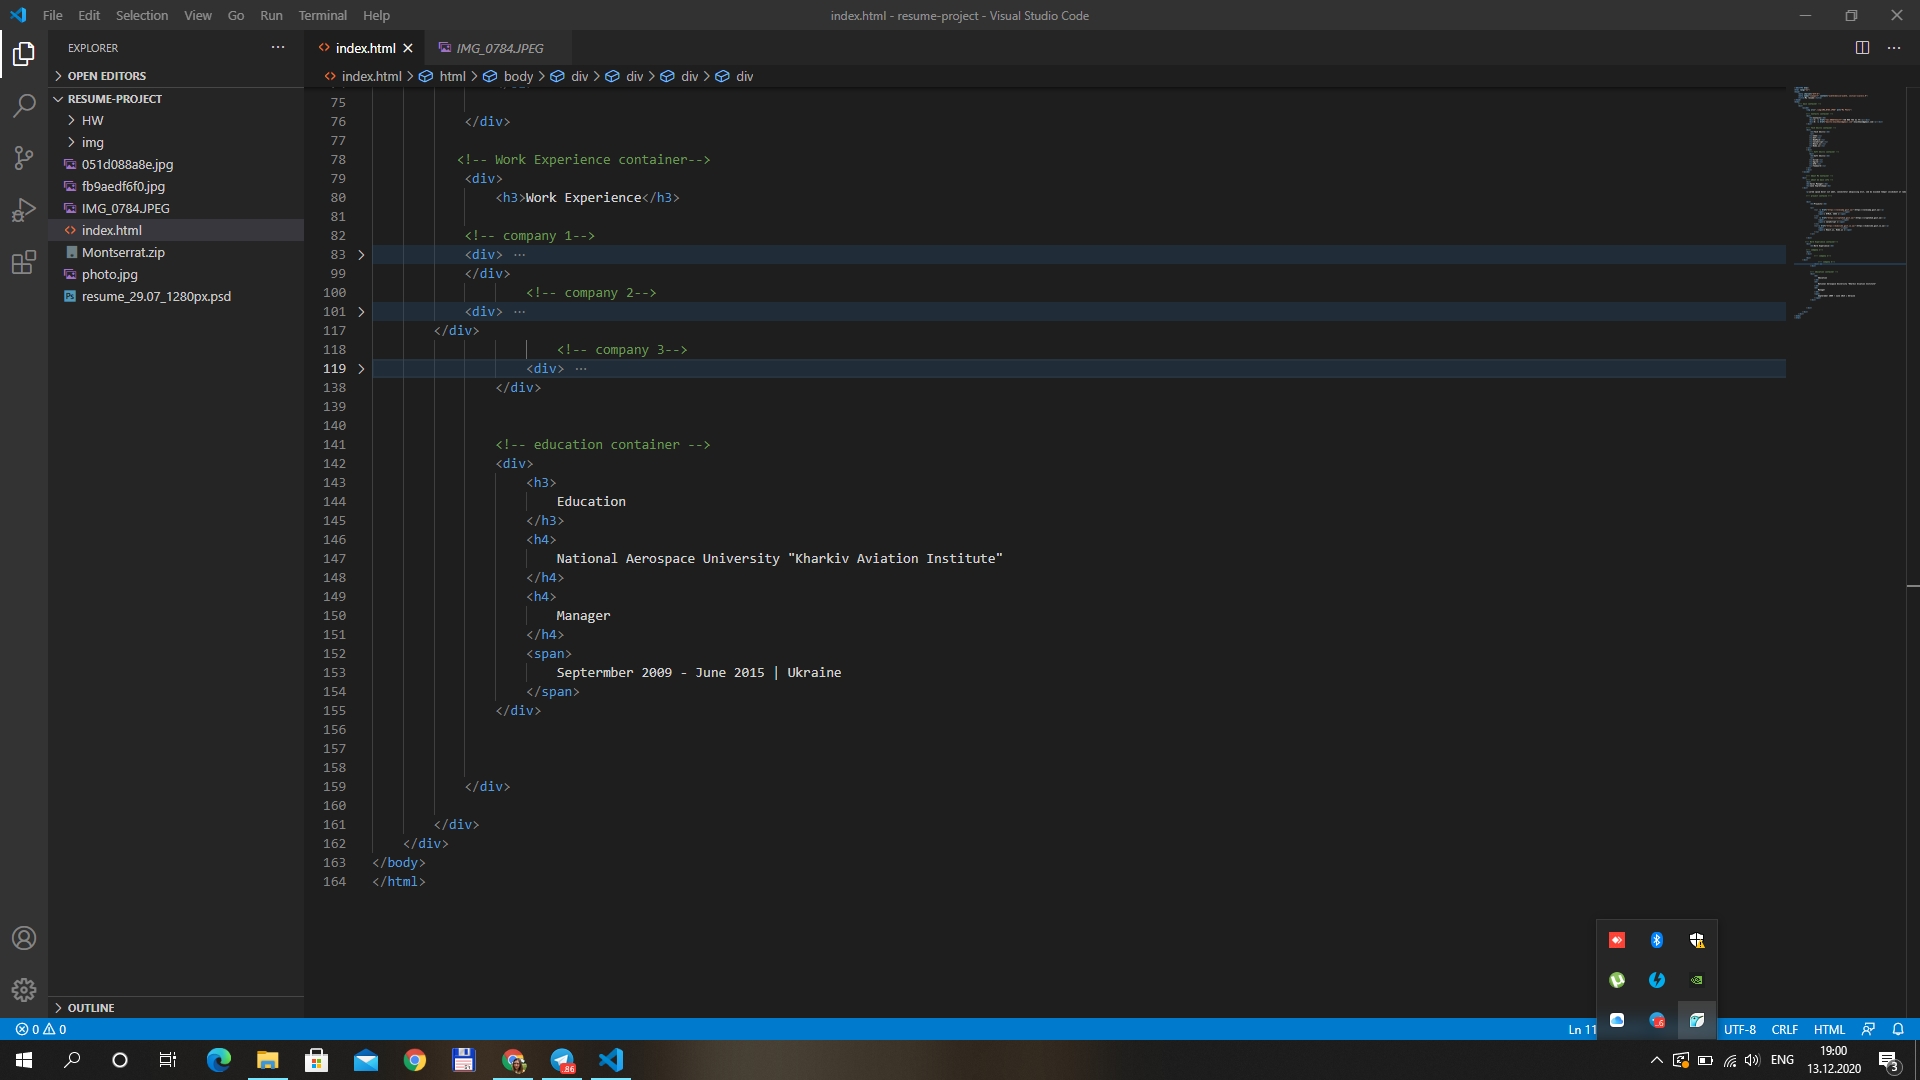 File Edit Selection View Go Run Terminal Help
index.html - resume-project - Visual Studio Code
EXPLORER
OPEN EDITORS
RESUME-PROJECT
HW
img
051d088a8e.jpg
fb9aedf6f0.jpg
IMG_0784.JPEG
index.html
Montserrat.zip
photo.jpg
resume_29.07_1280px.psd
OUTLINE
index.html IMG_0784.JPEG
index.html > html > body > div > div > div > div
75
76 </div>
77
78 <!-- Work Experience container-->
79 <div>
80 <h3>Work Experience</h3>
81
82 <!-- company 1-->
83 <div> ...
99 </div>
100 <!-- company 2-->
101 <div> ...
117 </div>
118 <!-- company 3-->
119 <div> ...
138 </div>
139
140
141 <!-- education container -->
142 <div>
143 <h3>
144 Education
145 </h3>
146 <h4>
147 National Aerospace University "Kharkiv Aviation Institute"
148 </h4>
149 <h4>
150 Manager
151 </h4>
152 <span>
153 Septermber 2009 - June 2015 | Ukraine
154 </span>
155 </div>
156
157
158
159 </div>
160
161 </div>
162 </div>
163 </body>
164 </html>
0 0
Ln 11
UTF-8 CRLF HTML
ENG
19:00
13.12.2020
3